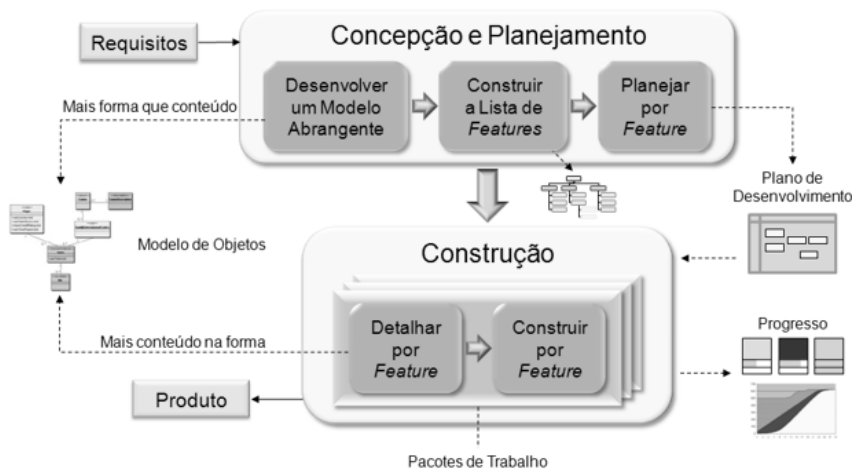 Requisitos
Concepção e Planejamento
Desenvolver
um Modelo
Abrangente
Construir
a Lista de
Features
Planejar
por
Feature
Mais forma que conteúdo
Plano de
Desenvolvimento
Modelo de Objetos
Construção
Detalhar
por
Feature
Construir
por
Feature
Mais conteúdo na forma
Progresso
Produto
Pacotes de Trabalho